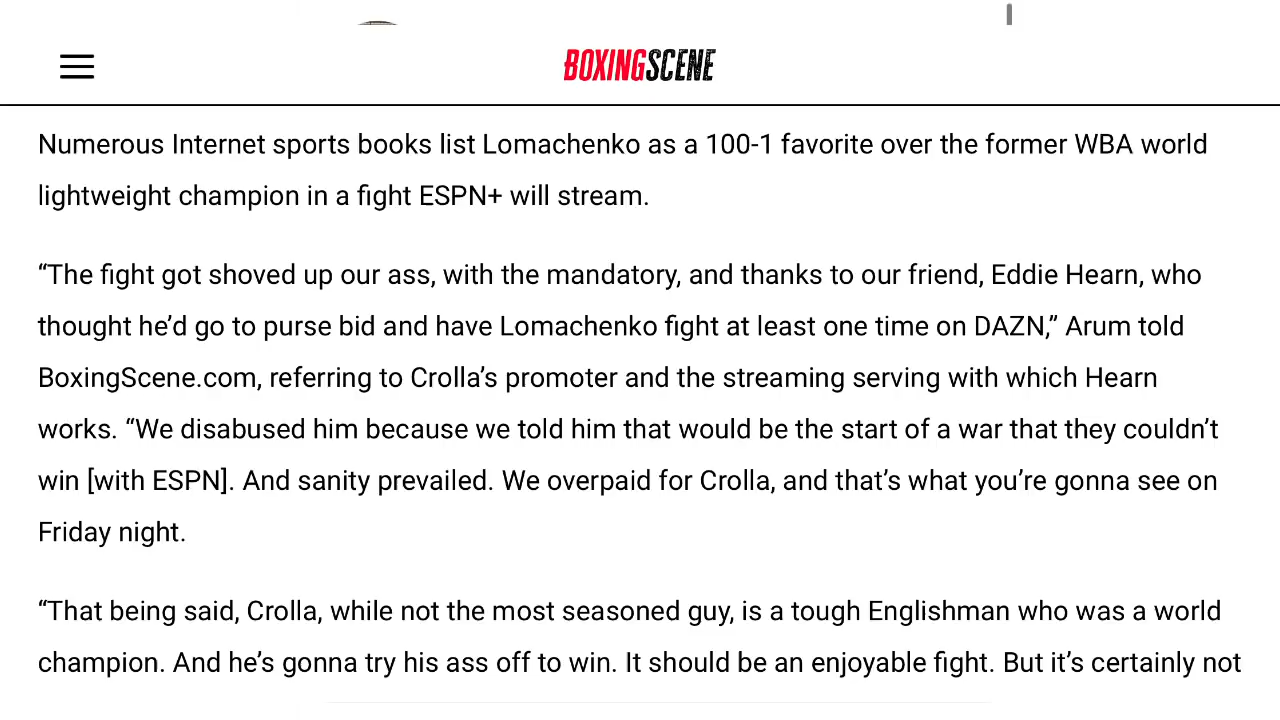 BOXINGSCENE
Numerous Internet sports books list Lomachenko as a 100-1 favorite over the former WBA world
lightweight champion in a fight ESPN+ will stream.
“The fight got shoved up our ass, with the mandatory, and thanks to our friend, Eddie Hearn, who
thought he’d go to purse bid and have Lomachenko fight at least one time on DAZN,” Arum told
BoxingScene.com, referring to Crolla’s promoter and the streaming serving with which Hearn
works. “We disabused him because we told him that would be the start of a war that they couldn’t
win [with ESPN]. And sanity prevailed. We overpaid for Crolla, and that’s what you’re gonna see on
Friday night.
“That being said, Crolla, while not the most seasoned guy, is a tough Englishman who was a world
champion. And he’s gonna try his ass off to win. It should be an enjoyable fight. But it’s certainly not